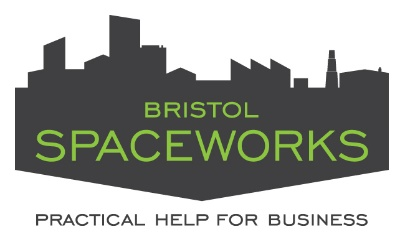 BRISTOL
SPACEWORKS
PRACTICAL HELP FOR BUSINESS